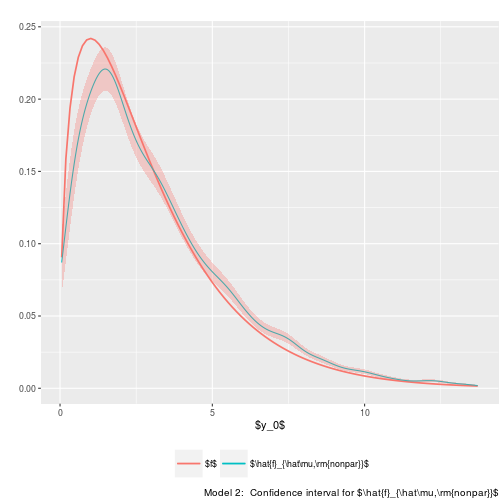 0.25
0.20
0.15
0.10
0.05
0.00
0 5 10
$y_0$
$f$ $\hat{f}_{\hat\mu,\rm{nonpar}}$
Model 2: Confidence interval for $\hat{f}_{\hat\mu,\rm{nonpar}}$